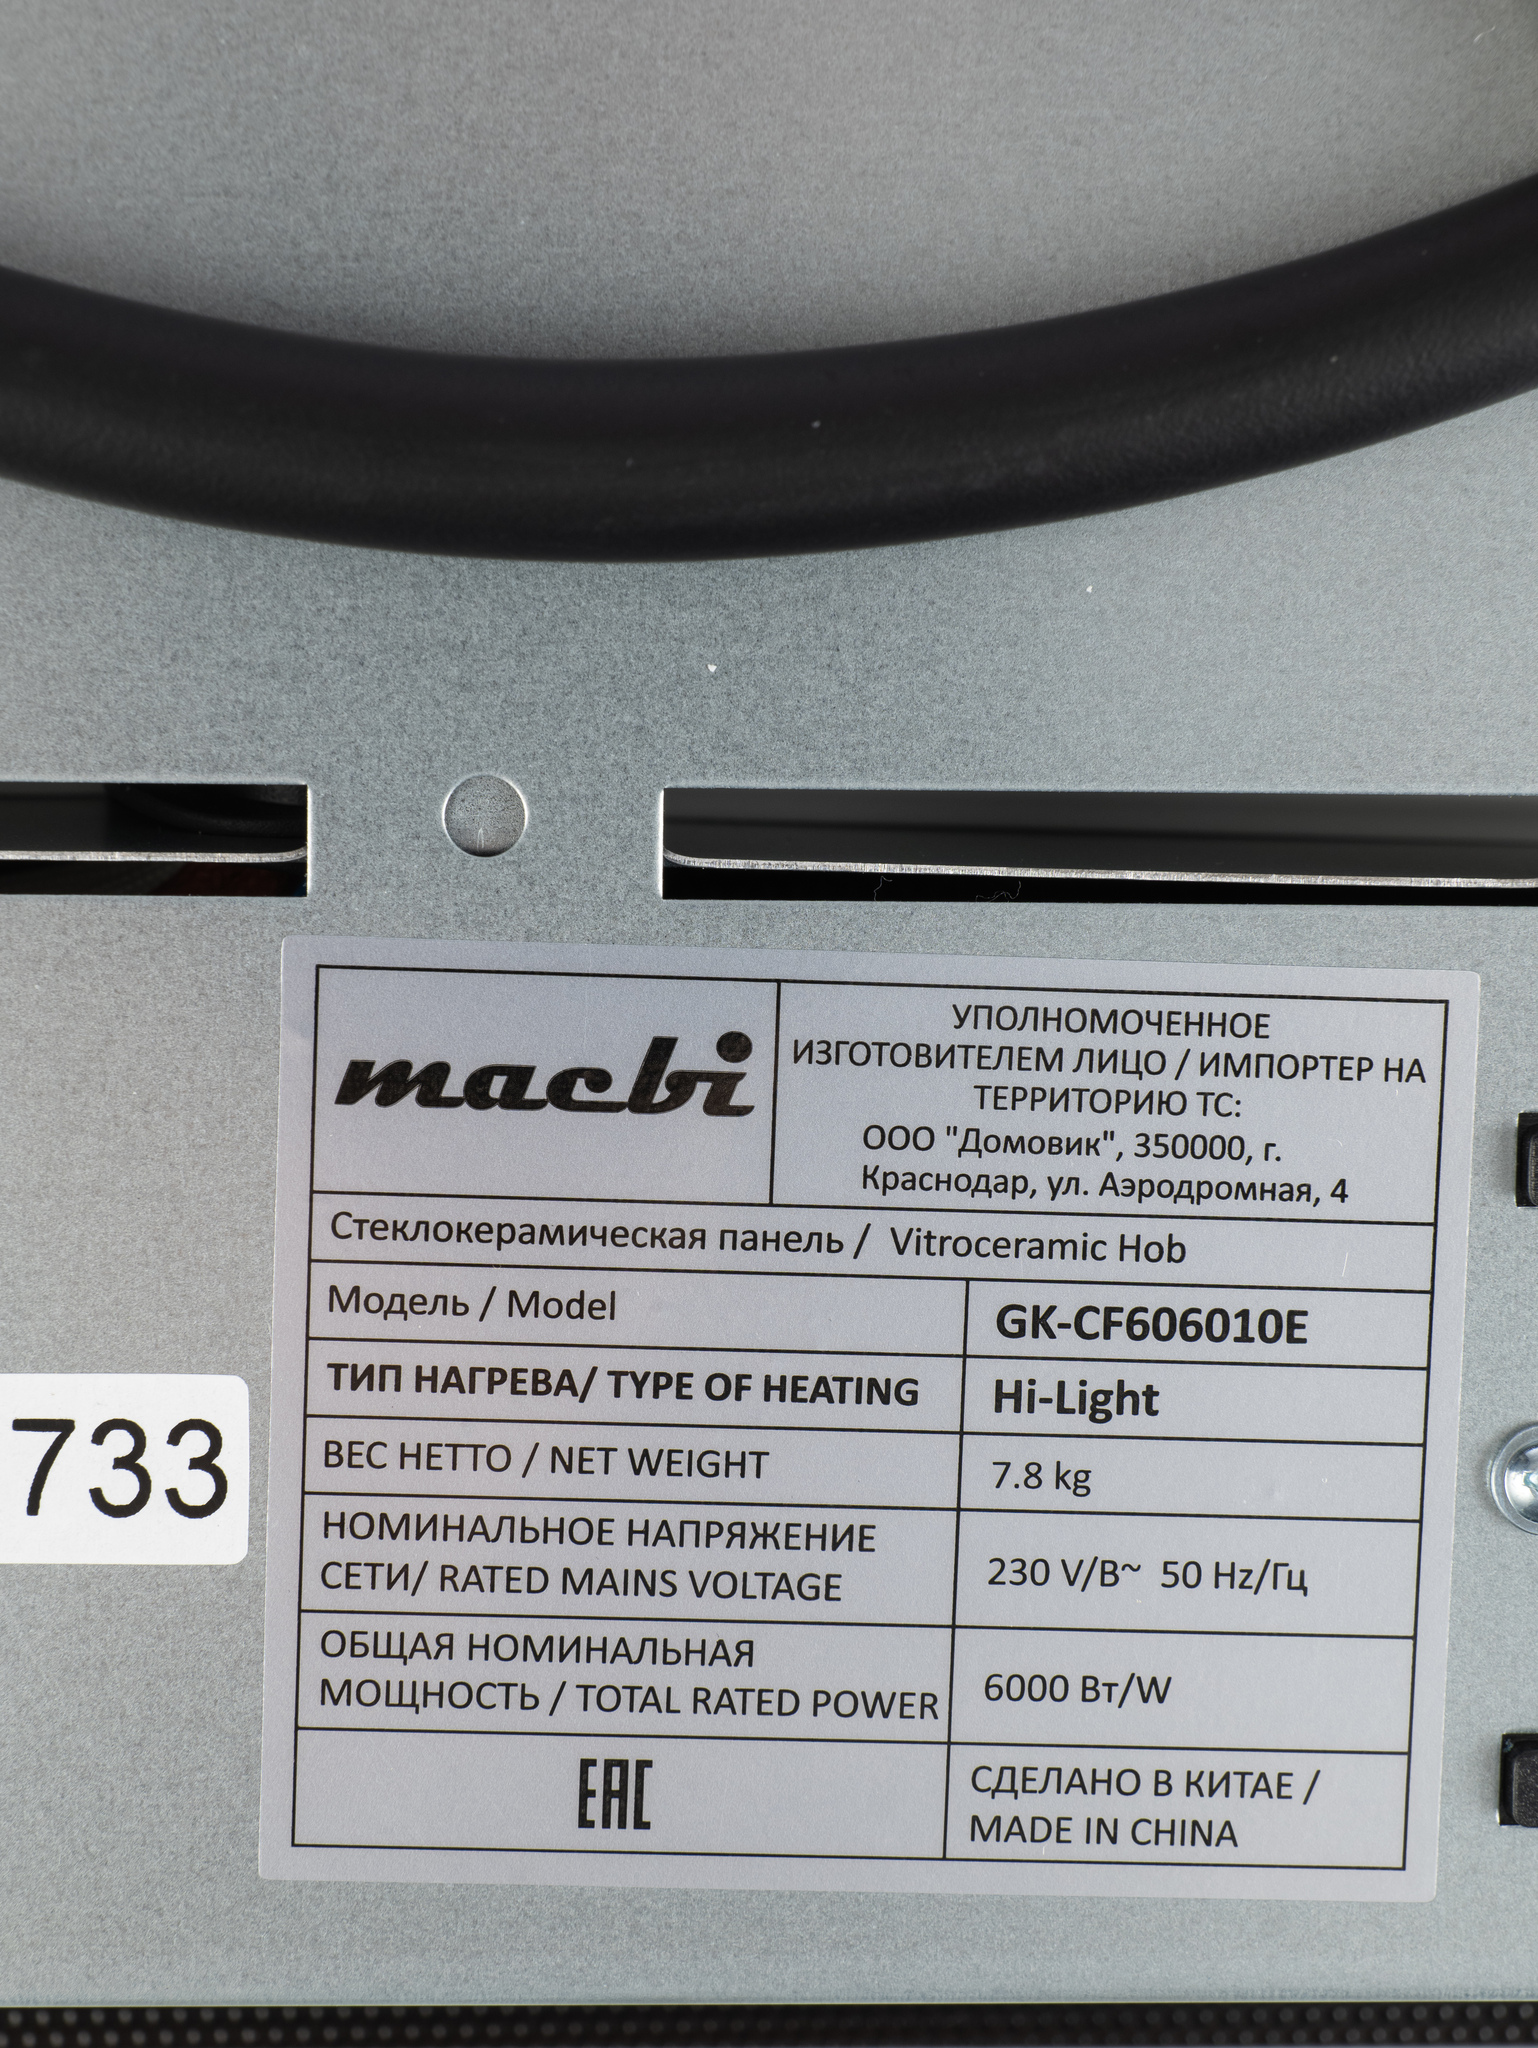 macbi
УПОЛНОМОЧЕННОЕ
ИЗГОТОВИТЕЛЕМ ЛИЦО / ИМПОРТЕР НА
ТЕРРИТОРИЮ ТС:
ООО "Домовик", 350000, г.
Краснодар, ул. Аэродромная, 4
Стеклокерамическая панель / Vitroceramic Hob
Модель / Model GK-CF606010E
ТИП НАГРЕВА/ TYPE OF HEATING Hi-Light
ВЕС НЕТТО / NET WEIGHT 7.8 kg
НОМИНАЛЬНОЕ НАПРЯЖЕНИЕ
СЕТИ/ RATED MAINS VOLTAGE
230 V/В~ 50 Hz/Гц
ОБЩАЯ НОМИНАЛЬНАЯ
МОЩНОСТЬ / TOTAL RATED POWER
6000 Вт/W
EAC
СДЕЛАНО В КИТАЕ /
MADE IN CHINA
733